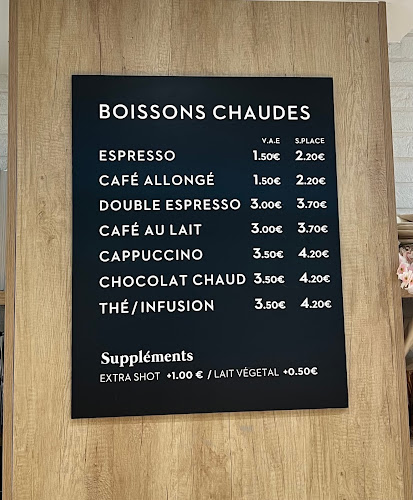 BOISSONS CHAUDES
V.A.E S.PLACE
ESPRESSO 1.50€ 2.20€
CAFÉ ALLONGÉ 1.50€ 2.20€
DOUBLE ESPRESSO 3.00€ 3.70€
CAFÉ AU LAIT 3.00€ 3.70€
CAPPUCCINO 3.50€ 4.20€
CHOCOLAT CHAUD 3.50€ 4.20€
THÉ/INFUSION 3.50€ 4.20€
Suppléments
EXTRA SHOT +1.00 € / LAIT VÉGETAL +0.50€